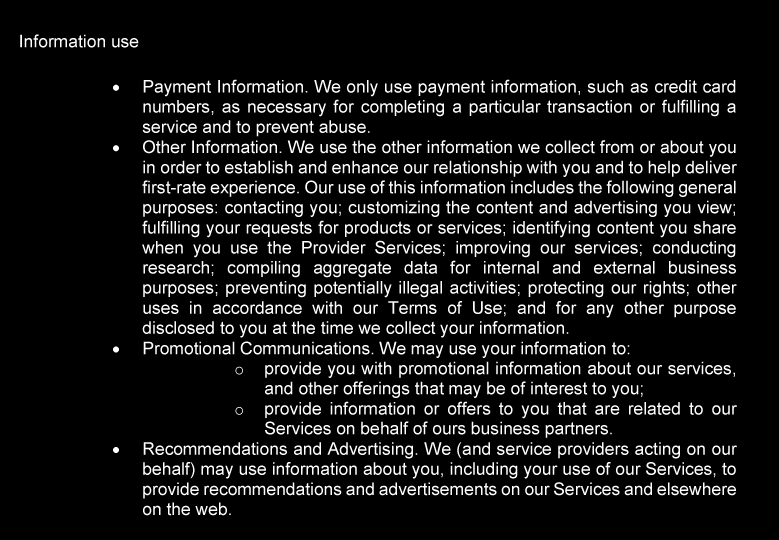 Information use
• Payment Information. We only use payment information, such as credit card
numbers, as necessary for completing a particular transaction or fulfilling a
service and to prevent abuse.
• Other Information. We use the other information we collect from or about you
in order to establish and enhance our relationship with you and to help deliver
first-rate experience. Our use of this information includes the following general
purposes: contacting you; customizing the content and advertising you view;
fulfilling your requests for products or services; identifying content you share
when you use the Provider Services; improving our services; conducting
research; compiling aggregate data for internal and external business
purposes; preventing potentially illegal activities; protecting our rights; other
uses in accordance with our Terms of Use; and for any other purpose
disclosed to you at the time we collect your information.
• Promotional Communications. We may use your information to:
o provide you with promotional information about our services,
and other offerings that may be of interest to you;
o provide information or offers to you that are related to our
Services on behalf of ours business partners.
• Recommendations and Advertising. We (and service providers acting on our
behalf) may use information about you, including your use of our Services, to
provide recommendations and advertisements on our Services and elsewhere
on the web.